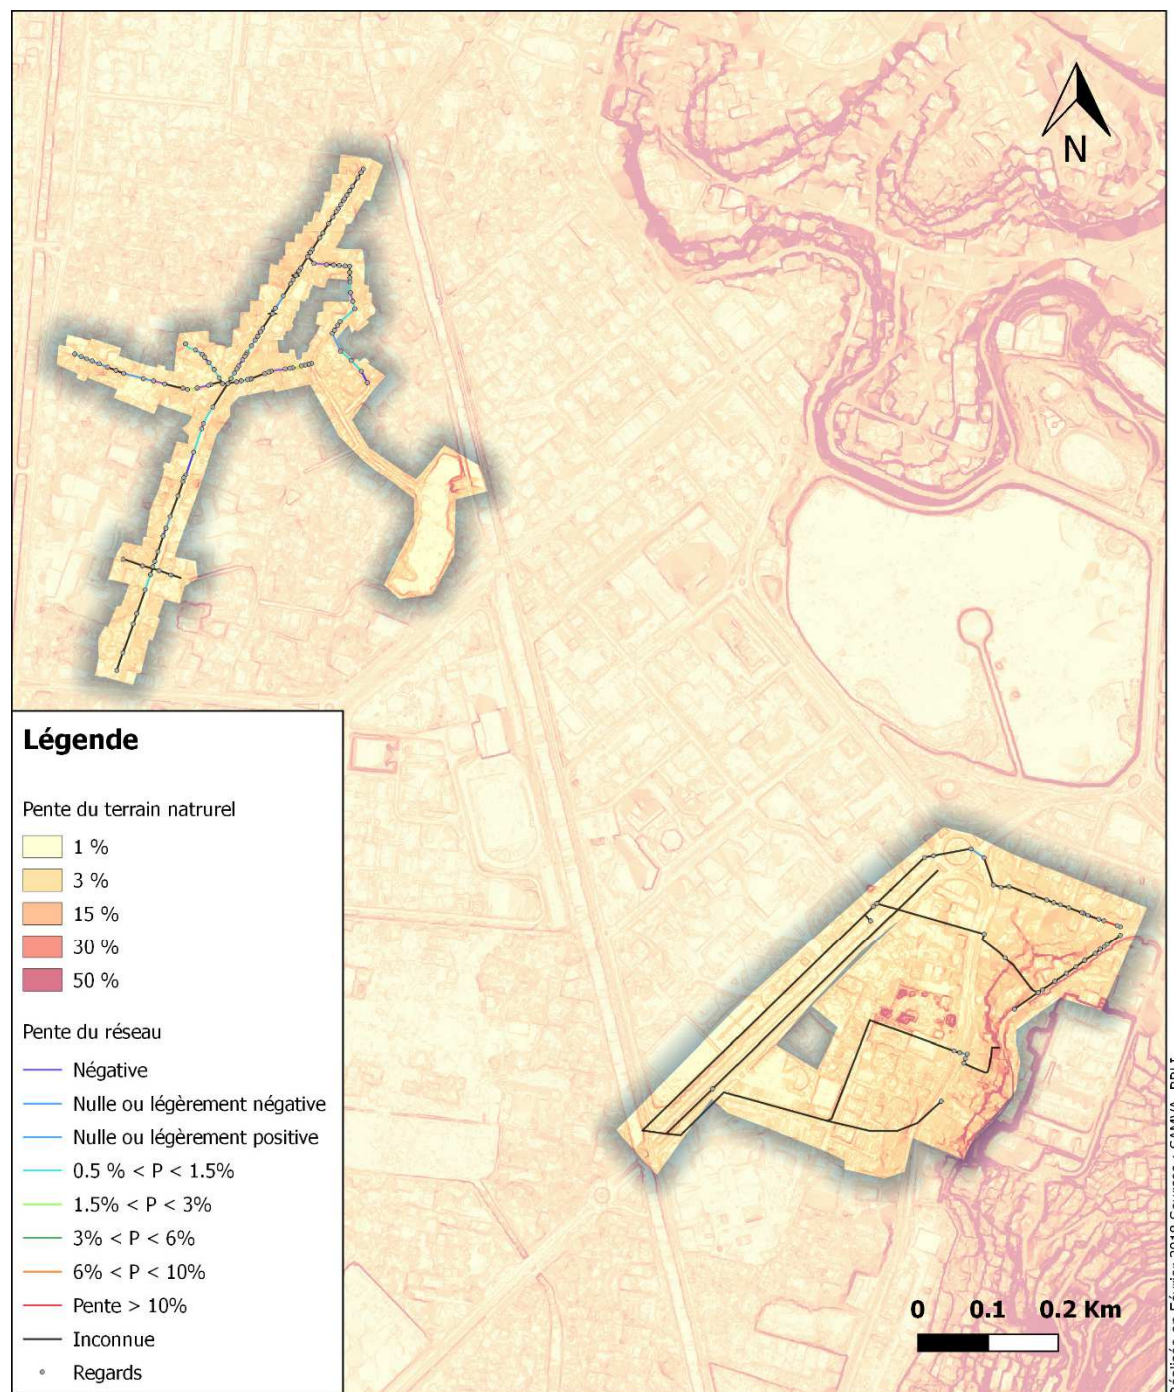 N
Légende
Pente du terrain natrurel
1 %
3 %
15 %
30 %
50 %
Pente du réseau
Négative
Nulle ou légèrement négative
Nulle ou légèrement positive
0.5 % < P < 1.5%
1.5% < P < 3%
3% < P < 6%
6% < P < 10%
Pente > 10%
Inconnue
Regards
0 0.1 0.2 Km